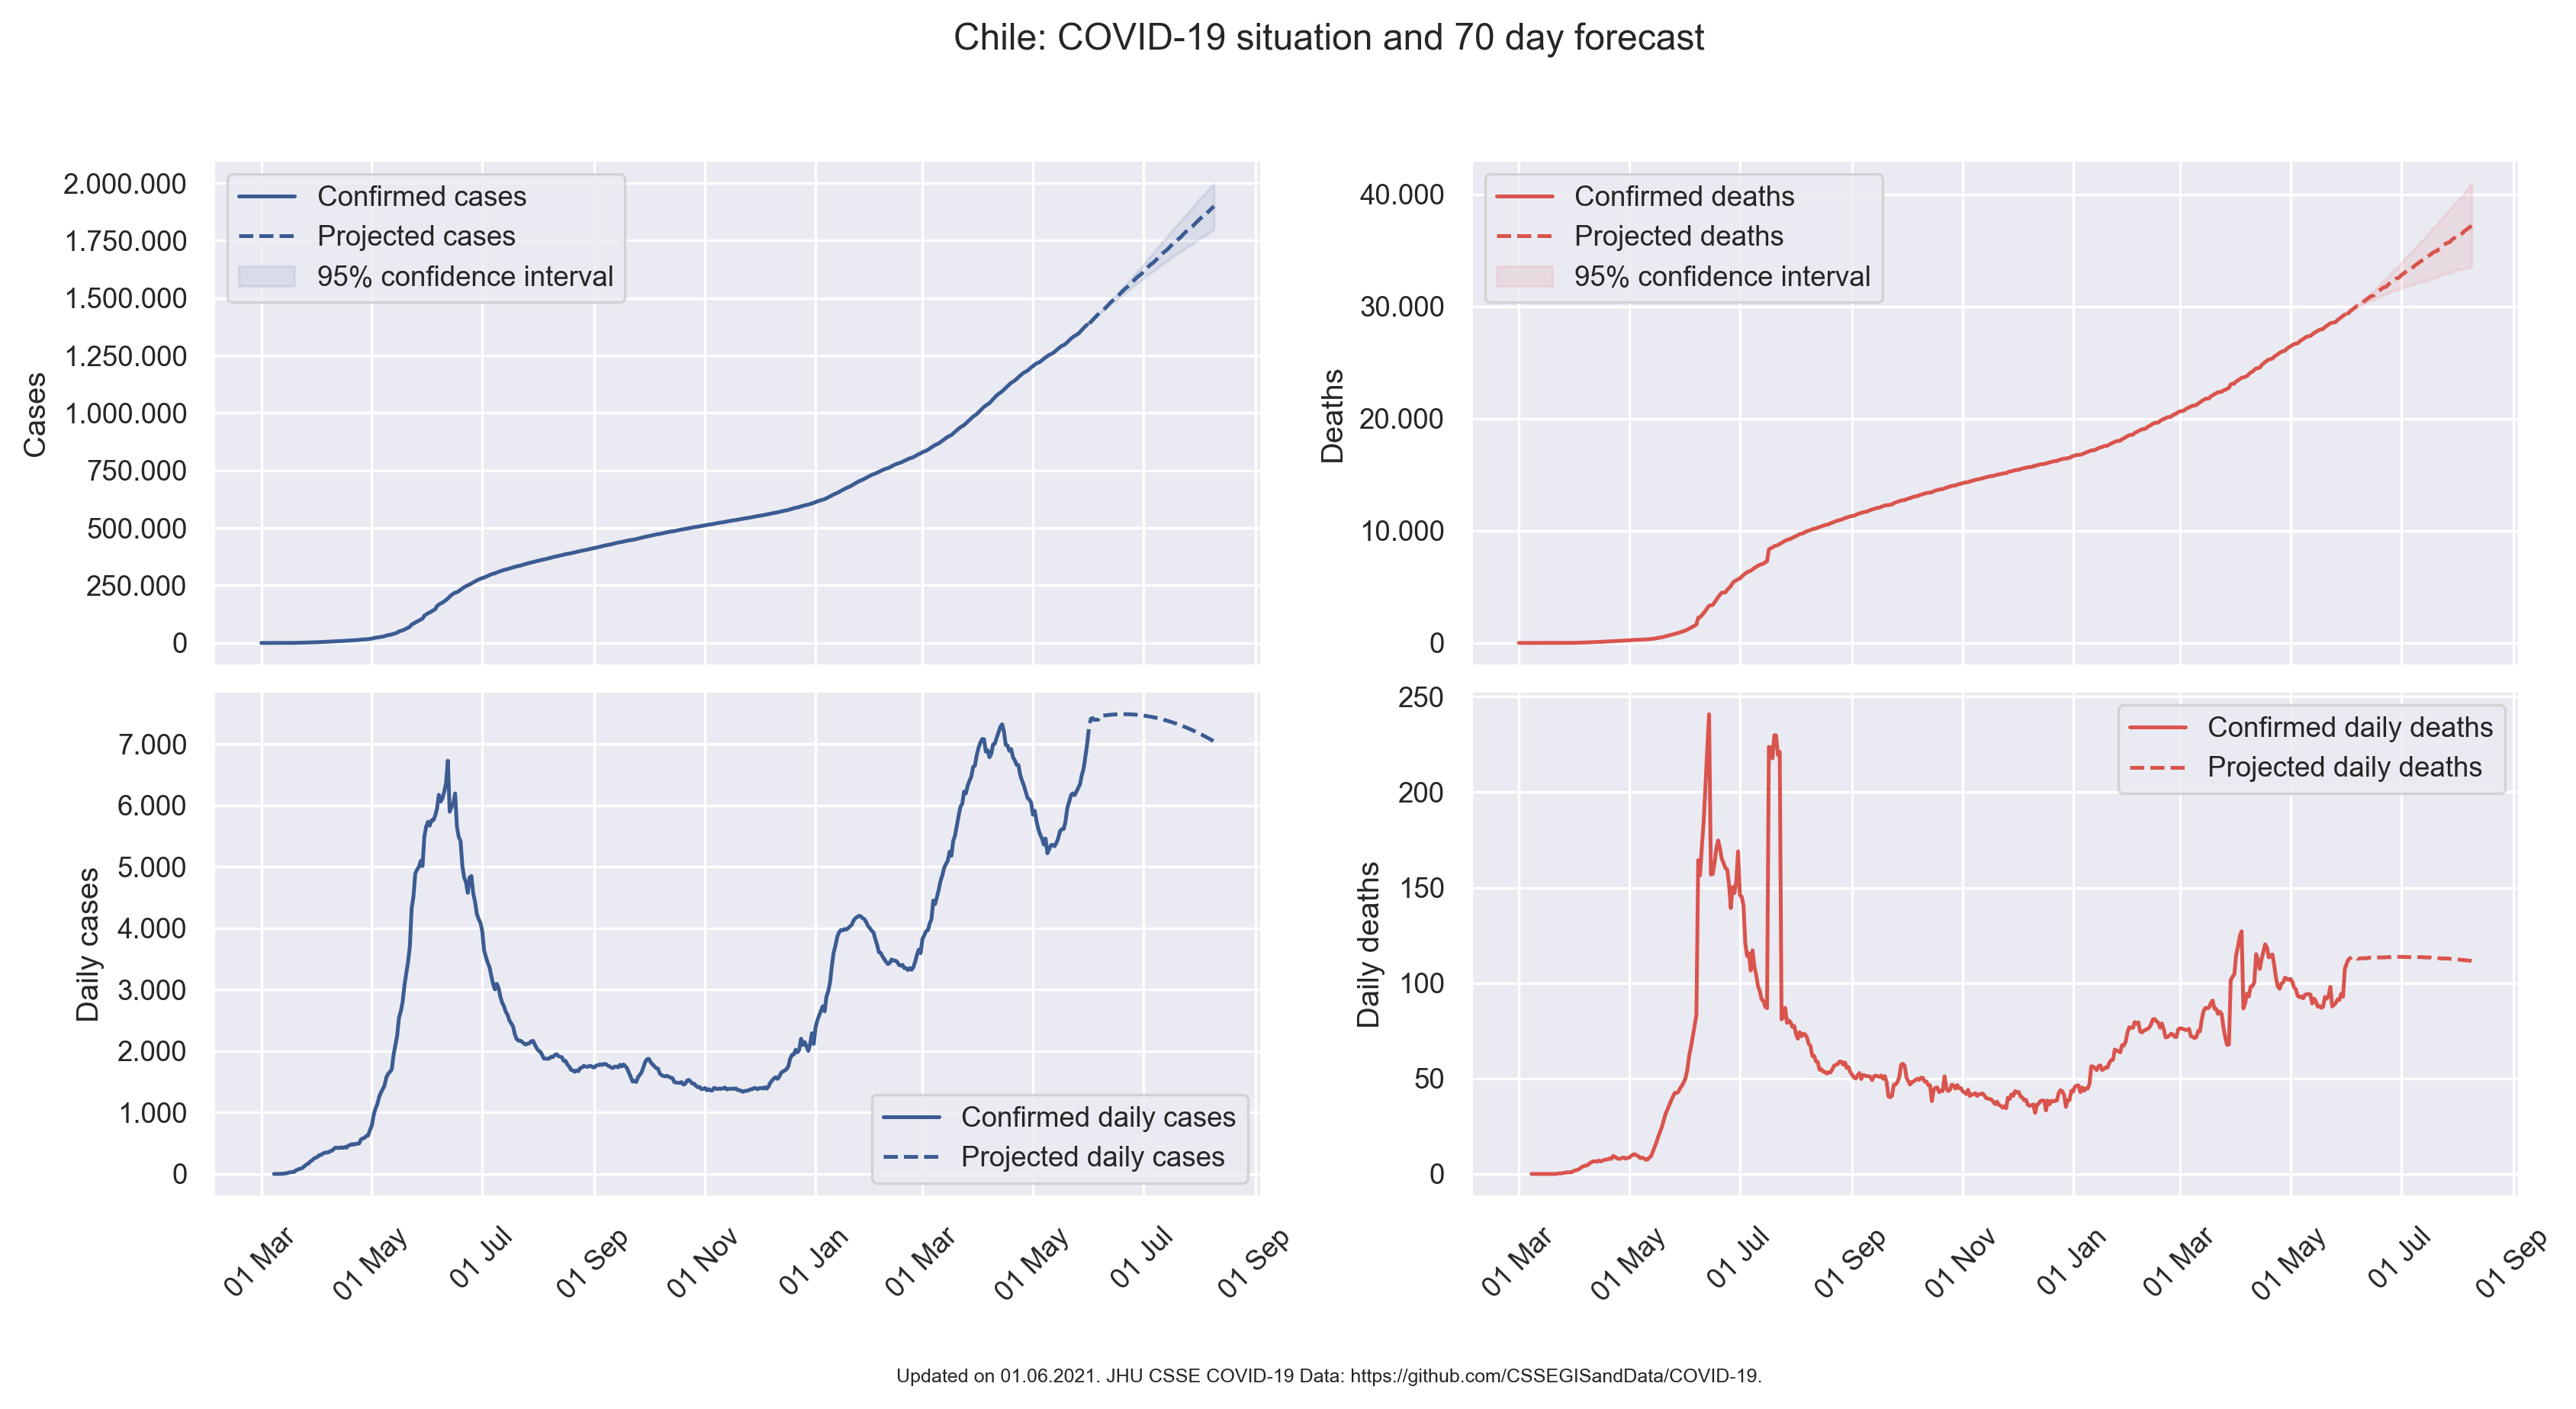 Chile: COVID-19 situation and 70 day forecast
Cases
2.000.000
1.750.000
1.500.000
1.250.000
1.000.000
750.000
500.000
250.000
0
Confirmed cases
Projected cases
95% confidence interval
Deaths
40.000
30.000
20.000
10.000
0
Confirmed deaths
Projected deaths
95% confidence interval
Daily cases
7.000
6.000
5.000
4.000
3.000
2.000
1.000
0
Confirmed daily cases
Projected daily cases
01 Mar
01 May
01 Jul
01 Sep
01 Nov
01 Jan
01 Mar
01 May
01 Jul
01 Sep
Daily deaths
250
200
150
100
50
0
Confirmed daily deaths
Projected daily deaths
01 Mar
01 May
01 Jul
01 Sep
01 Nov
01 Jan
01 Mar
01 May
01 Jul
01 Sep
Updated on 01.06.2021. JHU CSSE COVID-19 Data: https://github.com/CSSEGISandData/COVID-19.